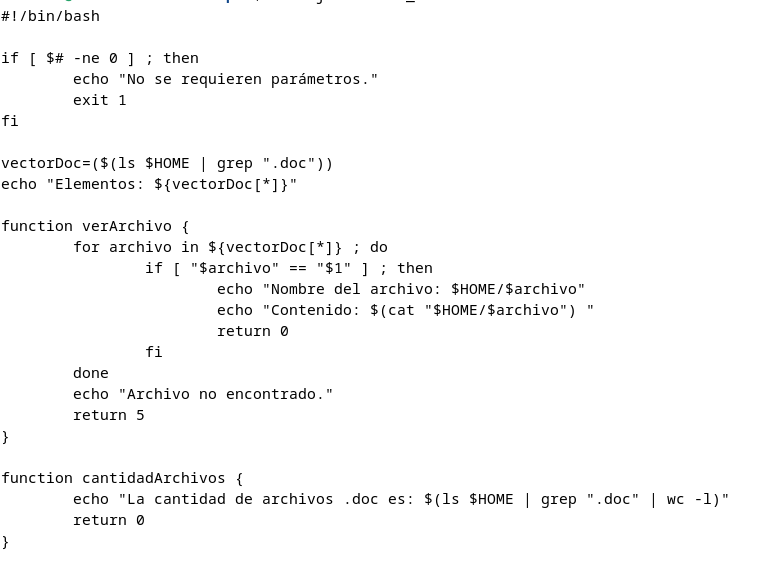 #!/bin/bash

if [ $# -ne 0 ] ; then
        echo "No se requieren parámetros."
        exit 1
fi

vectorDoc=($(ls $HOME | grep ".doc"))
echo "Elementos: ${vectorDoc[*]}"

function verArchivo {
        for archivo in ${vectorDoc[*]} ; do
                if [ "$archivo" == "$1" ] ; then
                        echo "Nombre del archivo: $HOME/$archivo"
                        echo "Contenido: $(cat "$HOME/$archivo") "
                        return 0
                fi
        done
        echo "Archivo no encontrado."
        return 5
}

function cantidadArchivos {
        echo "La cantidad de archivos .doc es: $(ls $HOME | grep ".doc" | wc -l)"
        return 0
}